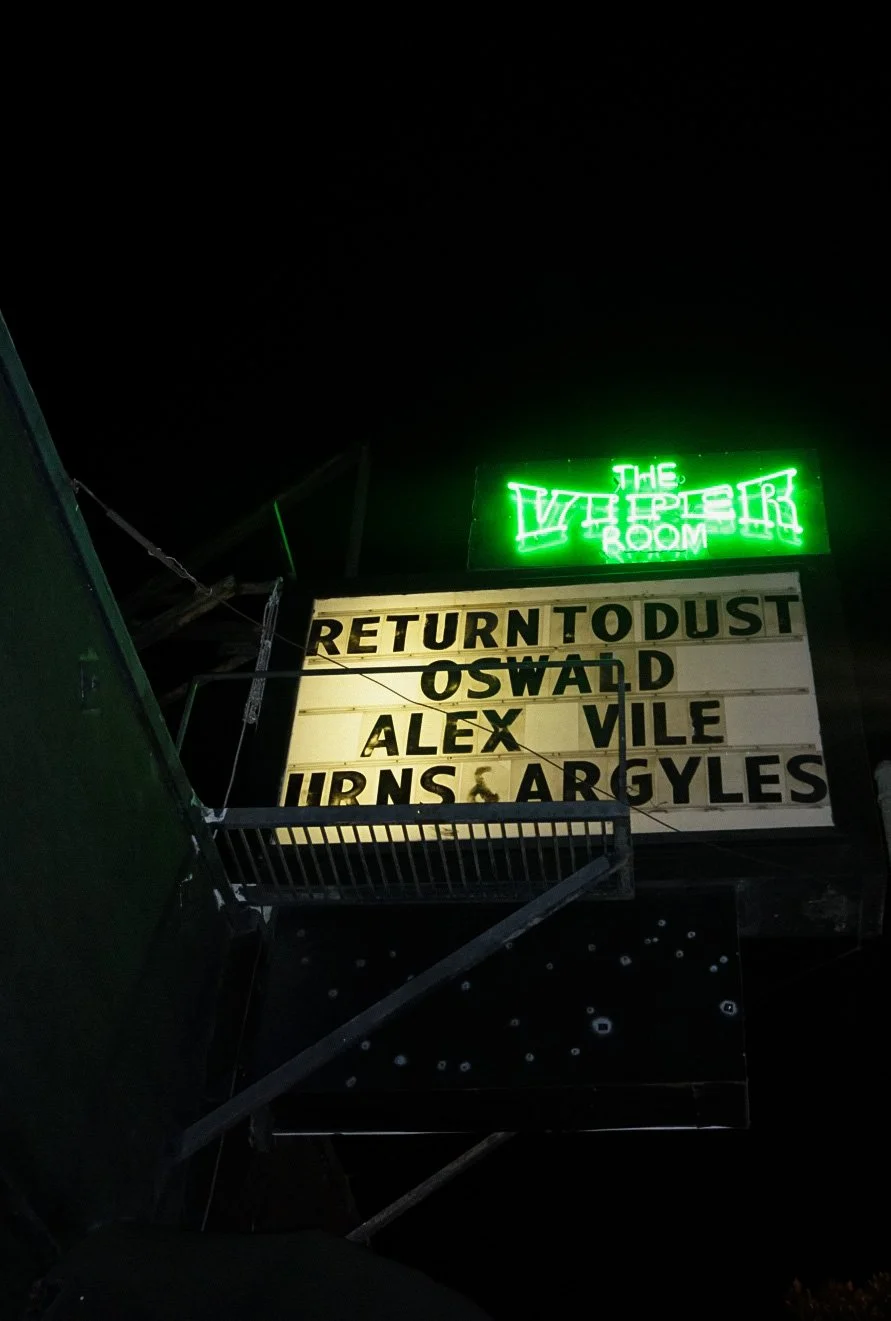 THE
VIPER
ROOM
RETURN TO DUST
OSWALD
ALEX VILE
URNS & ARGYLES